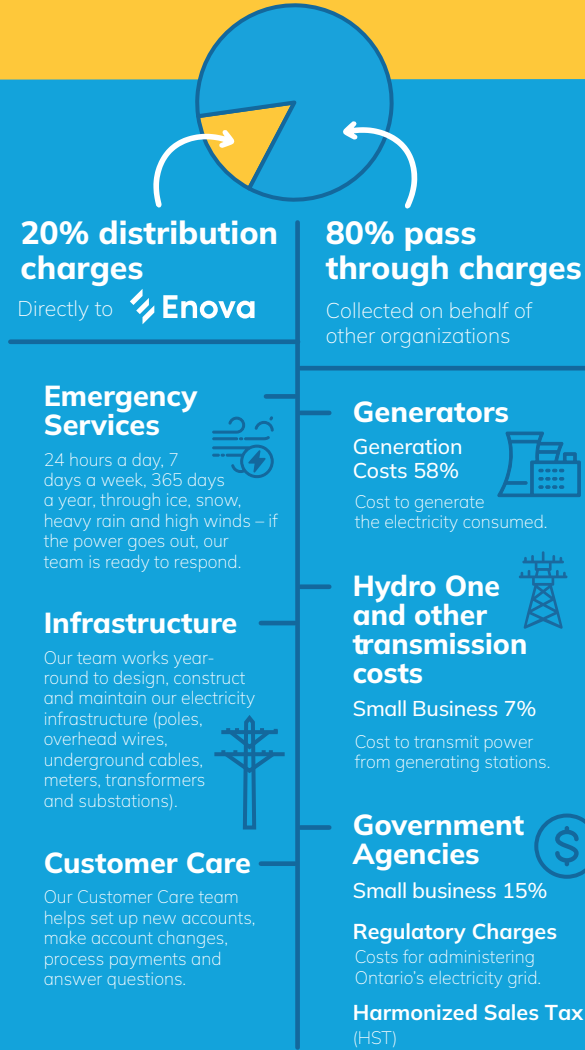 20% distribution
charges
Directly to Enova
80% pass
through charges
Collected on behalf of
other organizations
Emergency
Services
24 hours a day, 7
days a week, 365 days
a year, through ice, snow,
heavy rain and high winds – if
the power goes out, our
team is ready to respond.
Infrastructure
Our team works year-
round to design, construct
and maintain our electricity
infrastructure (poles,
overhead wires,
underground cables,
meters, transformers
and substations).
Customer Care
Our Customer Care team
helps set up new accounts,
make account changes,
process payments and
answer questions.
Generators
Generation
Costs 58%
Cost to generate
the electricity consumed.
Hydro One
and other
transmission
costs
Small Business 7%
Cost to transmit power
from generating stations.
Government
Agencies
$
Small business 15%
Regulatory Charges
Costs for administering
Ontario's electricity grid.
Harmonized Sales Tax
(HST)